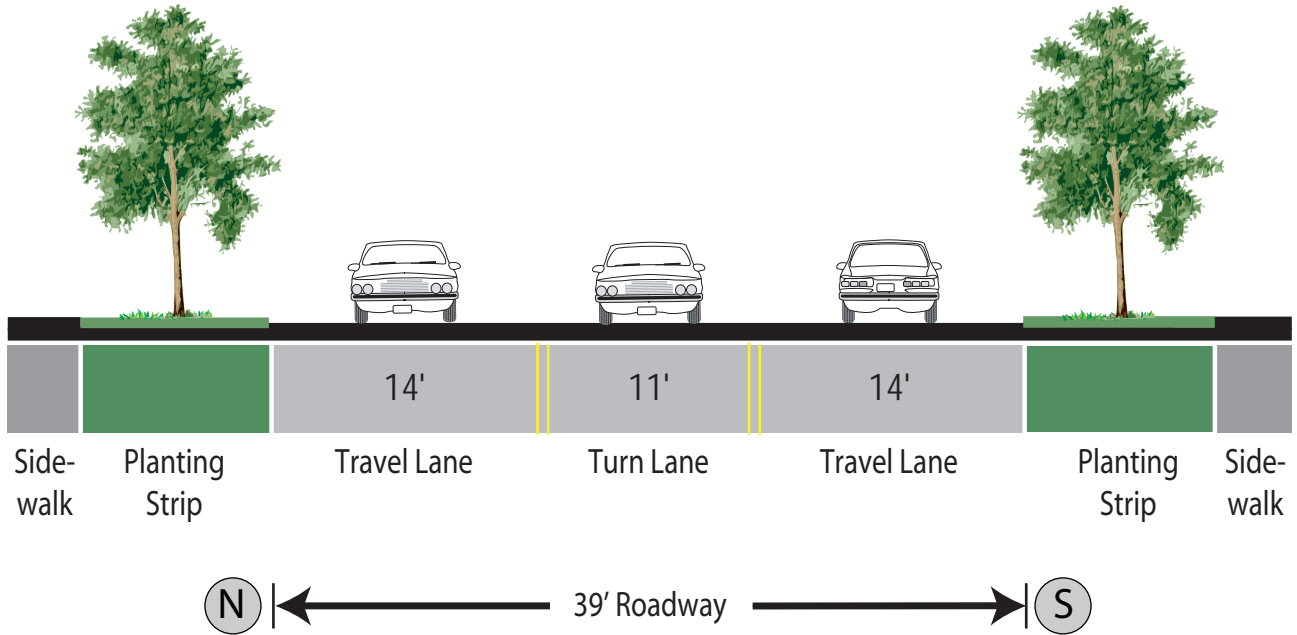 14'
11'
14'
Side-
walk
Planting
Strip
Travel Lane
Turn Lane
Travel Lane
Planting
Strip
Side-
walk
N
39’ Roadway
S